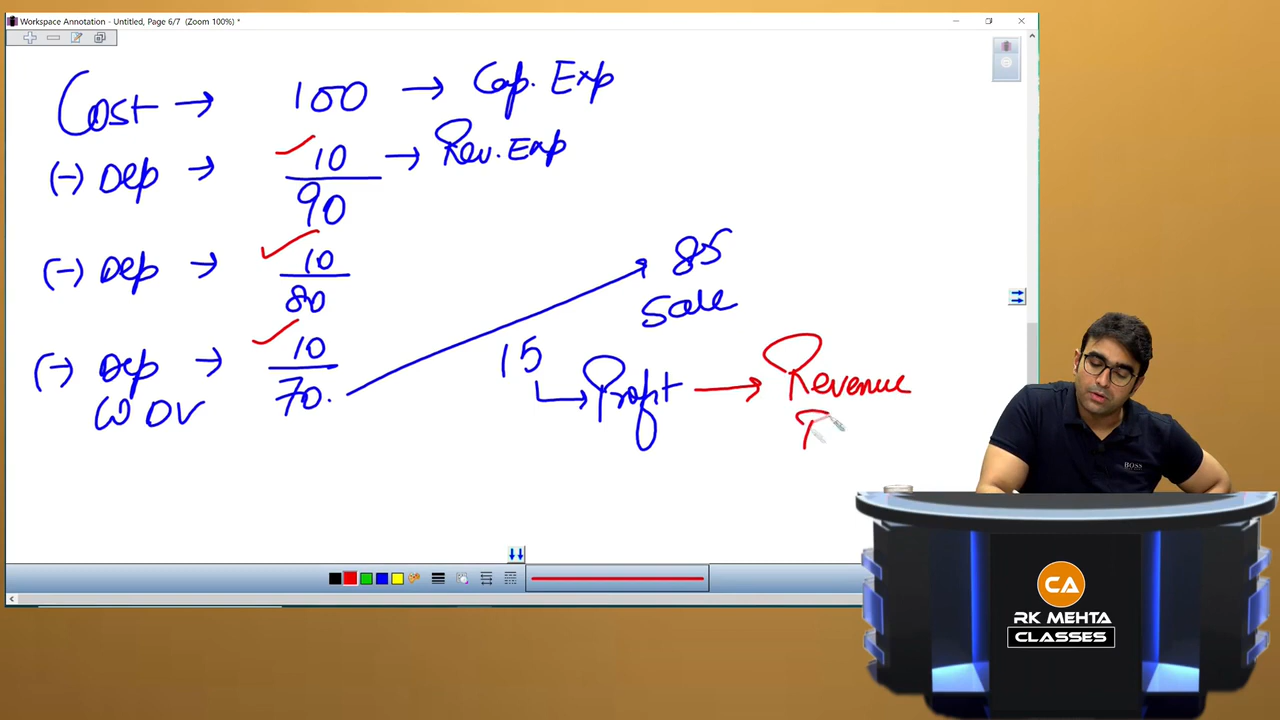 Workspace Annotation - Untitled, Page 6/7 (Zoom 100%) *
Cost → 100 → Cap. Exp
(-) Dep → 10 → Rev. Exp
90
(-) Dep → 10
80
85
Sale
(-) Dep → 10
WDV 70.
15
Profit → Revenue
BOSS
CA
RK MEHTA
CLASSES